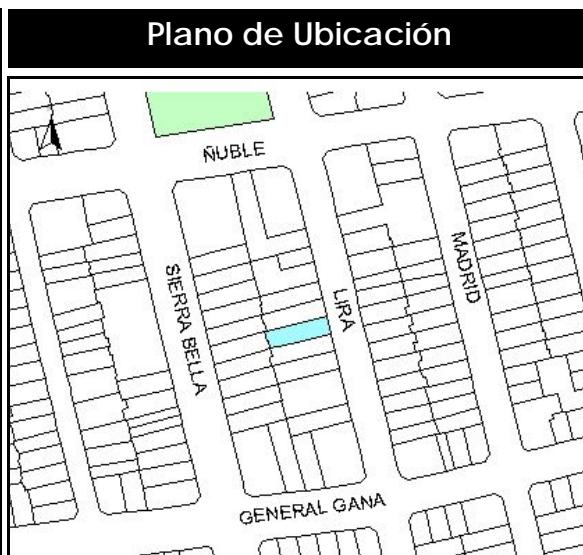 Plano de Ubicación
ÑUBLE
MADRID
SIERRA BELLA
LIRA
GENERAL GANA